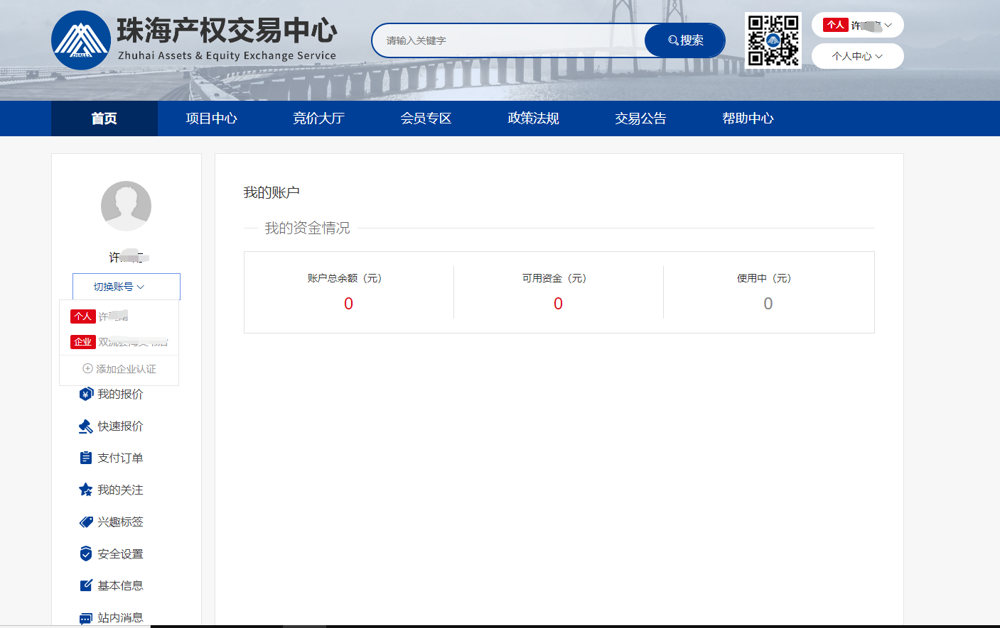 珠海产权交易中心
Zhuhai Assets & Equity Exchange Service
请输入关键字
搜索
个人 许
个人中心
首页 项目中心 竞价大厅 会员专区 政策法规 交易公告 帮助中心
许
切换账号
个人 许
企业 双流
添加企业认证
我的报价
快速报价
支付订单
我的关注
兴趣标签
安全设置
基本信息
站内消息
我的账户
我的资金情况
账户总余额（元） 可用资金（元） 使用中（元）
0 0 0